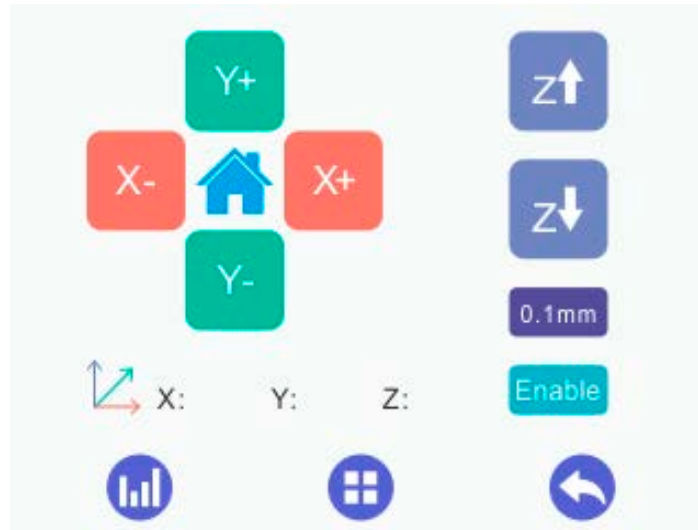 Y+
Z
X-
X+
Z
Y-
0.1mm
X: Y: Z:
Enable